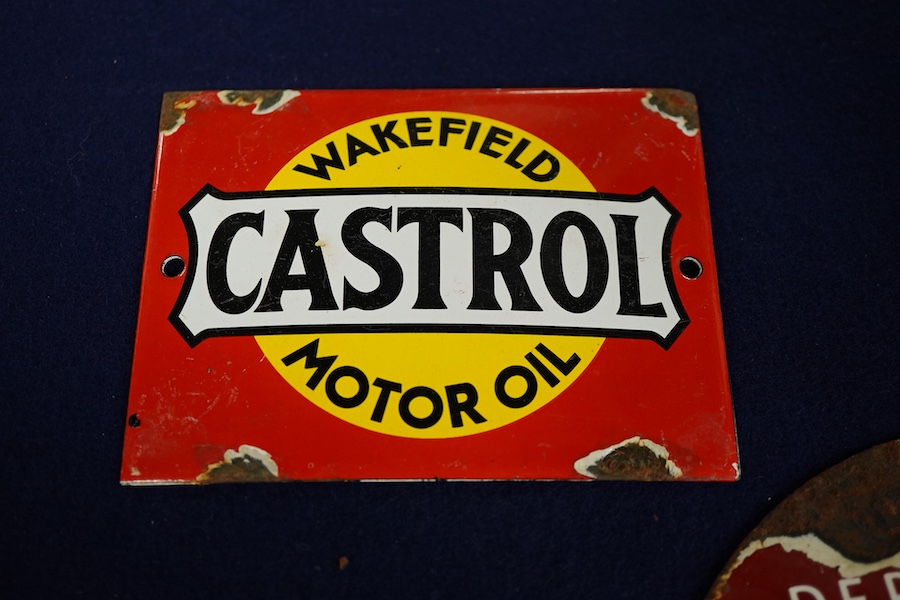 WAKEFIELD
CASTROL
MOTOR OIL